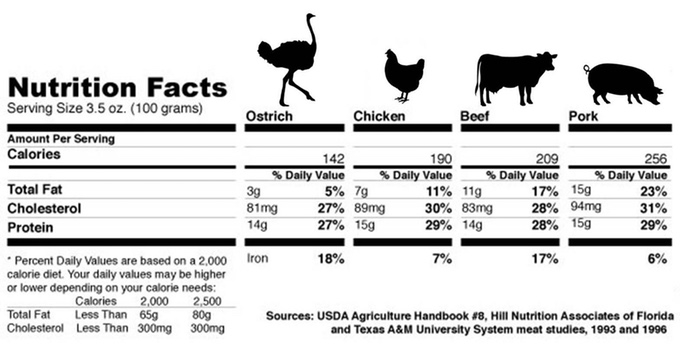 Nutrition Facts
Serving Size 3.5 oz. (100 grams)
Ostrich Chicken Beef Pork
Amount Per Serving
Calories 142 190 209 256
% Daily Value % Daily Value % Daily Value % Daily Value
Total Fat 3g 5% 7g 11% 11g 17% 15g 23%
Cholesterol 81mg 27% 89mg 30% 83mg 28% 94mg 31%
Protein 14g 27% 15g 29% 14g 28% 15g 29%
Iron 18% 7% 17% 6%
* Percent Daily Values are based on a 2,000
calorie diet. Your daily values may be higher
or lower depending on your calorie needs:
Calories 2,000 2,500
Total Fat Less Than 65g 80g
Cholesterol Less Than 300mg 300mg
Sources: USDA Agriculture Handbook #8, Hill Nutrition Associates of Florida
and Texas A&M University System meat studies, 1993 and 1996